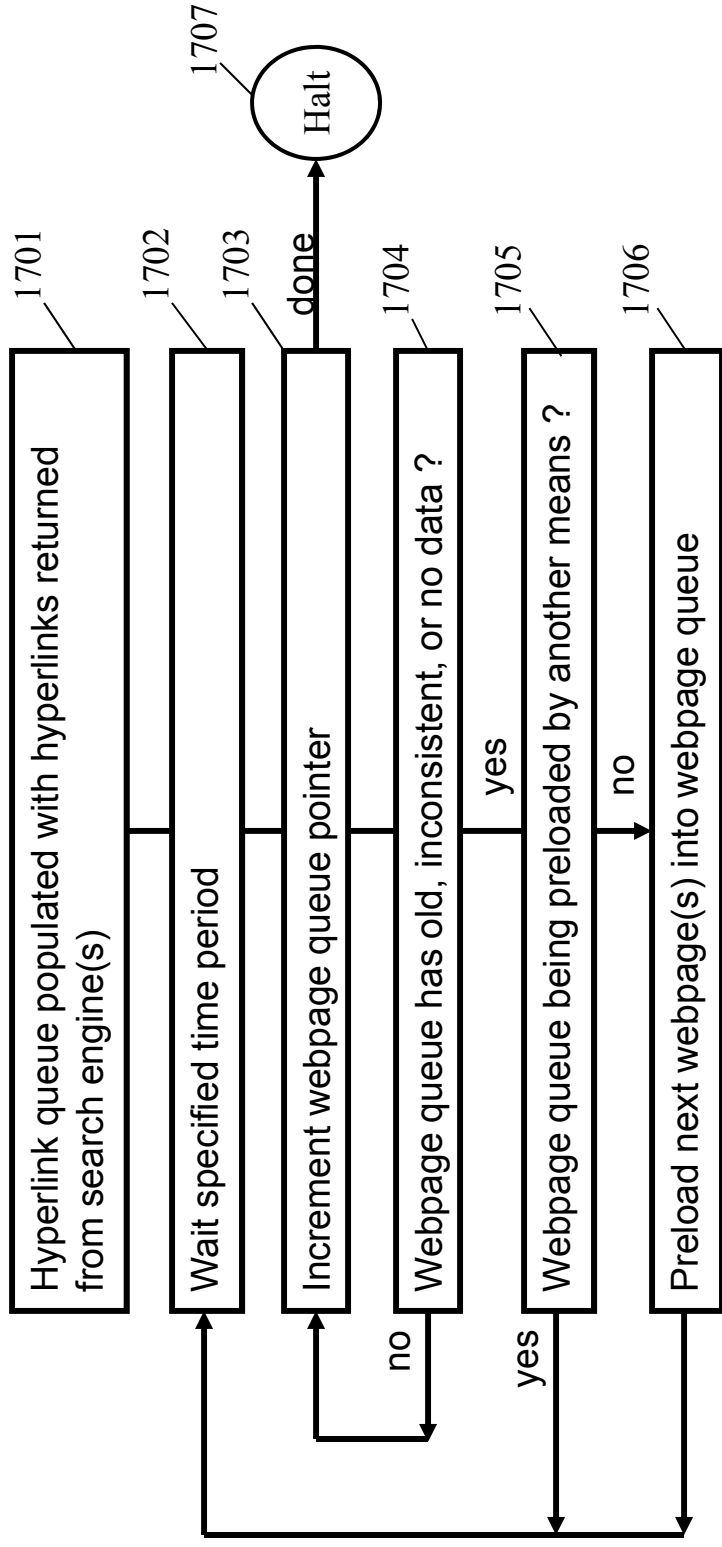 Hyperlink queue populated with hyperlinks returned
from search engine(s)
1701
Wait specified time period
1702
Increment webpage queue pointer
1703
done
Halt
1707
Webpage queue has old, inconsistent, or no data ?
1704
no
yes
Webpage queue being preloaded by another means ?
1705
yes
no
Preload next webpage(s) into webpage queue
1706